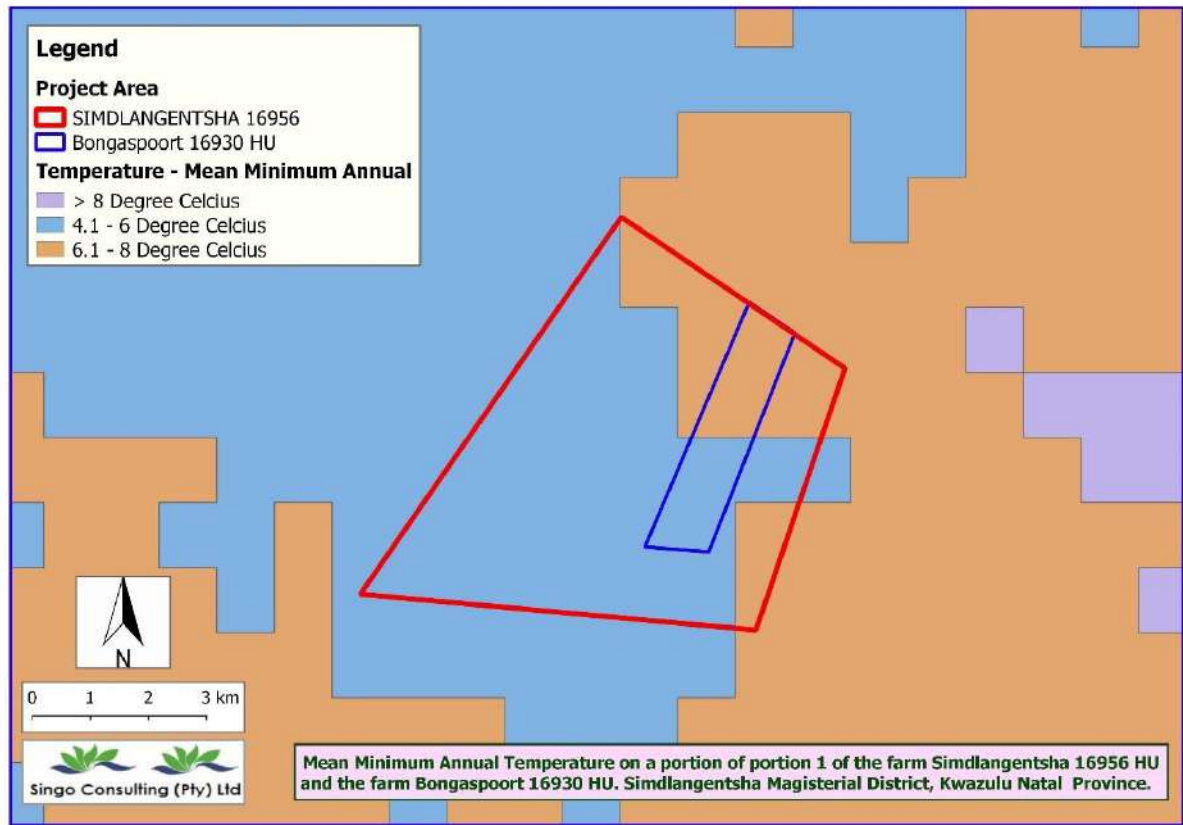 Legend
Project Area
SIMDLANGENTSHA 16956
Bongaspoort 16930 HU
Temperature - Mean Minimum Annual
> 8 Degree Celcius
4.1 - 6 Degree Celcius
6.1 - 8 Degree Celcius
N
0 1 2 3 km
Singo Consulting (Pty) Ltd
Mean Minimum Annual Temperature on a portion of portion 1 of the farm Simdlangentsha 16956 HU
and the farm Bongaspoort 16930 HU. Simdlangentsha Magisterial District, Kwazulu Natal Province.